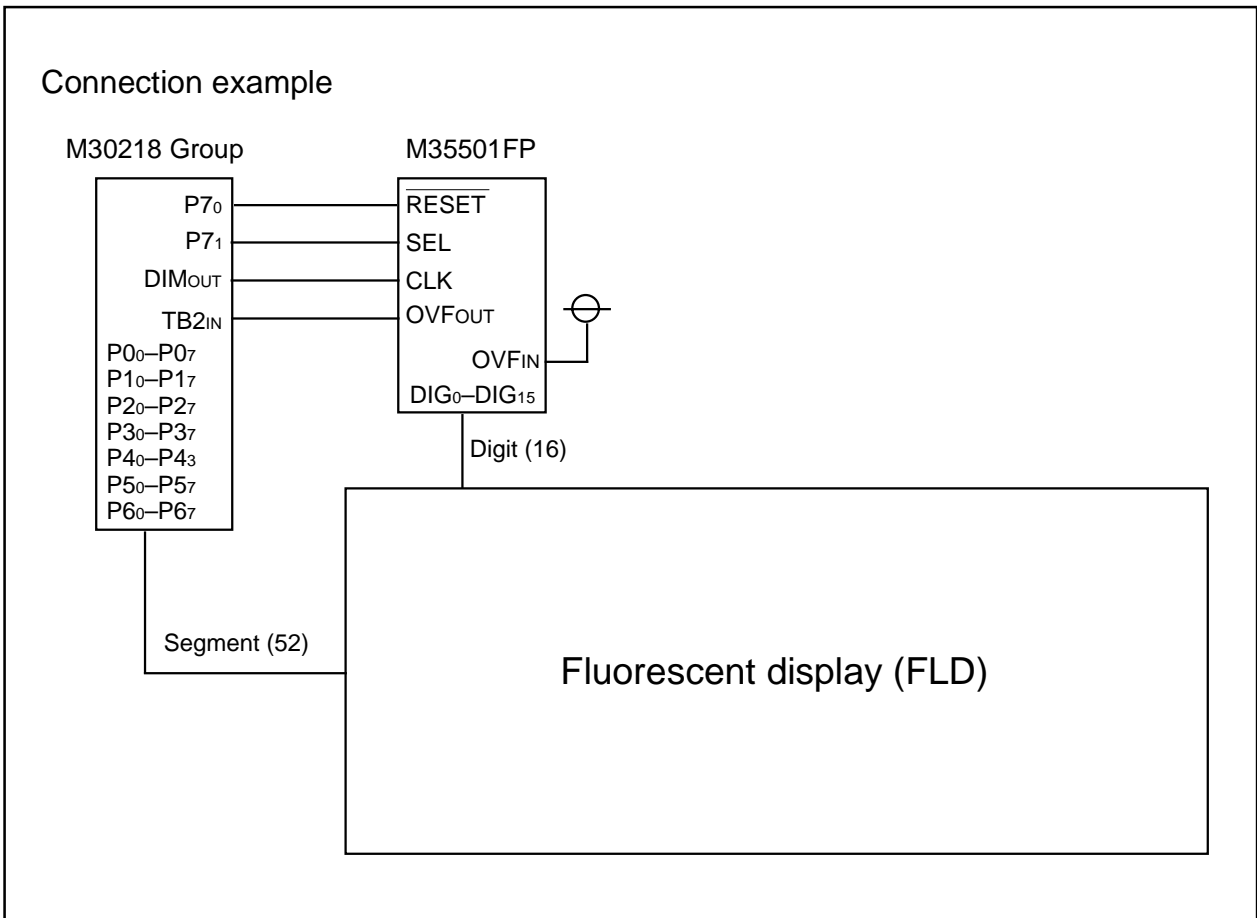 Connection example
M30218 Group
P70
P71
DIMOUT
TB2IN
P00–P07
P10–P17
P20–P27
P30–P37
P40–P43
P50–P57
P60–P67
M35501FP
RESET
SEL
CLK
OVFOUT
OVFIN
DIG0–DIG15
Digit (16)
Segment (52)
Fluorescent display (FLD)